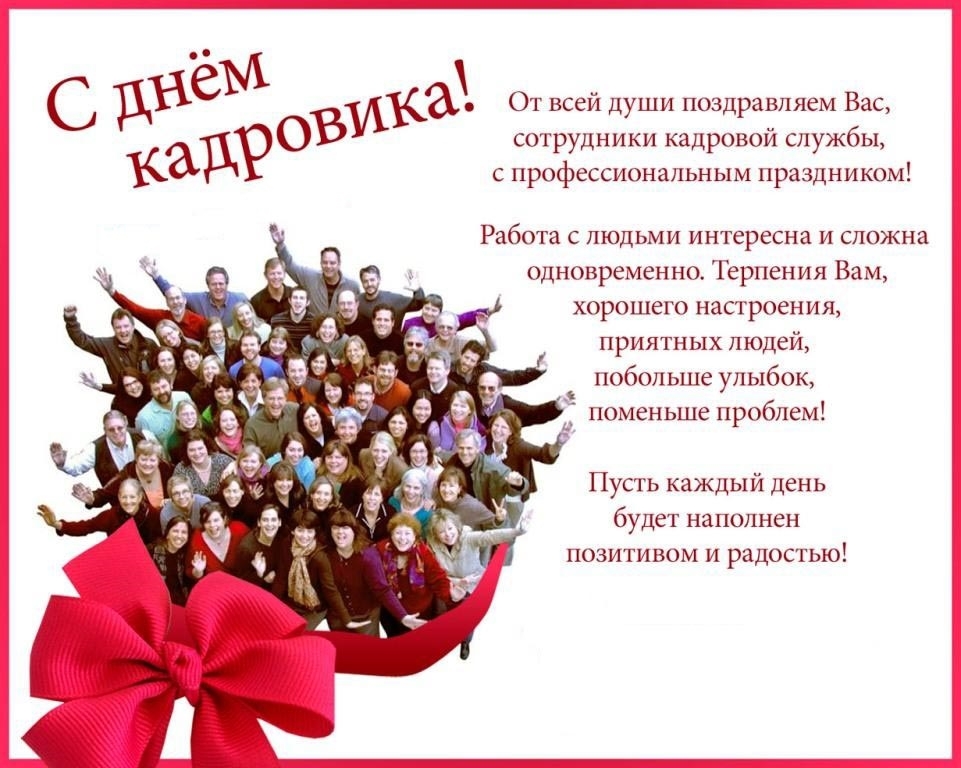 С днём
кадровика!
От всей души поздравляем Вас,
сотрудники кадровой службы,
с профессиональным праздником!
Работа с людьми интересна и сложна
одновременно. Терпения Вам,
хорошего настроения,
приятных людей,
побольше улыбок,
поменьше проблем!
Пусть каждый день
будет наполнен
позитивом и радостью!